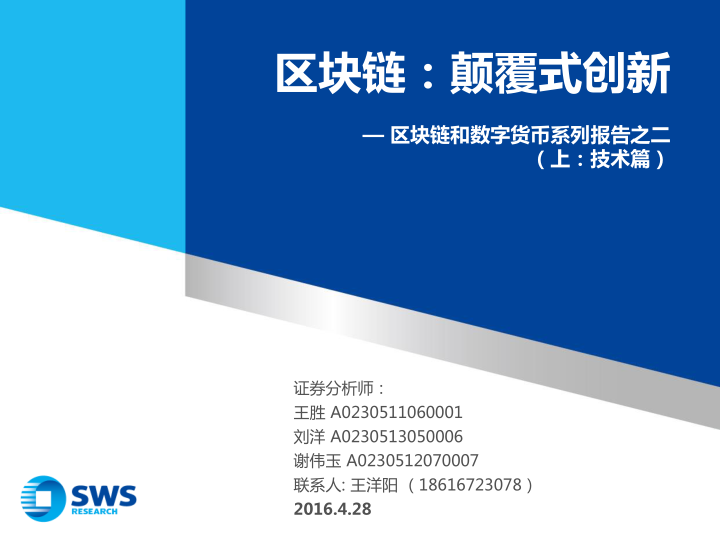 区块链：颠覆式创新
— 区块链和数字货币系列报告之二
（上：技术篇）
证券分析师：
王胜 A0230511060001
刘洋 A0230513050006
谢伟玉 A0230512070007
联系人: 王洋阳 （18616723078）
2016.4.28
SWS
RESEARCH